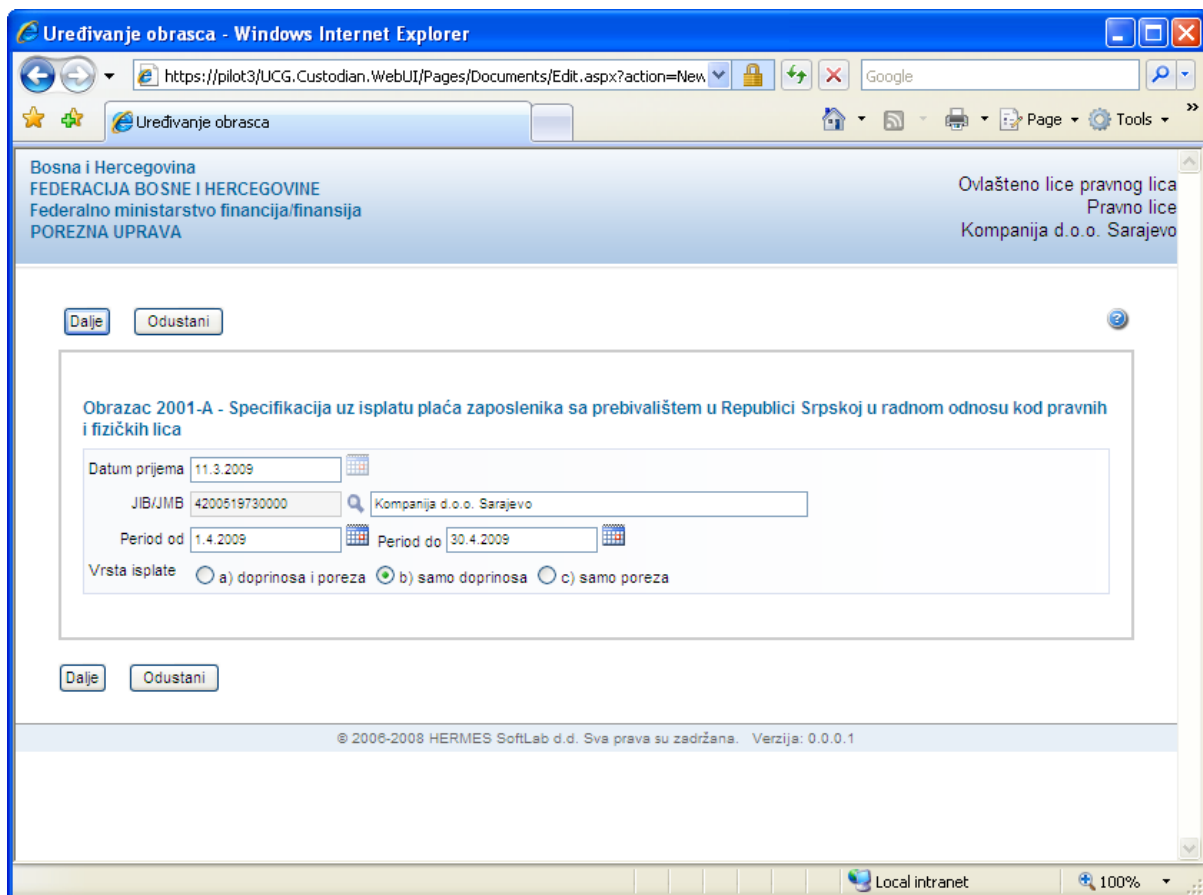 Uređivanje obrasca - Windows Internet Explorer
https://pilot3/UCG.Custodian.WebUI/Pages/Documents/Edit.aspx?action=New
Google
Uređivanje obrasca
Page
Tools
»
Bosna i Hercegovina
FEDERACIJA BOSNE I HERCEGOVINE
Federalno ministarstvo financija/finansija
POREZNA UPRAVA
Ovlašteno lice pravnog lica
Pravno lice
Kompanija d.o.o. Sarajevo
Dalje Odustani
Obrazac 2001-A - Specifikacija uz isplatu plaća zaposlenika sa prebivalištem u Republici Srpskoj u radnom odnosu kod pravnih
i fizičkih lica
Datum prijema 11.3.2009
JIB/JMB 4200519730000 Kompanija d.o.o. Sarajevo
Period od 1.4.2009 Period do 30.4.2009
Vrsta isplate a) doprinosa i poreza b) samo doprinosa c) samo poreza
Dalje Odustani
© 2006-2008 HERMES SoftLab d.d. Sva prava su zadržana. Verzija: 0.0.0.1
Local intranet 100%